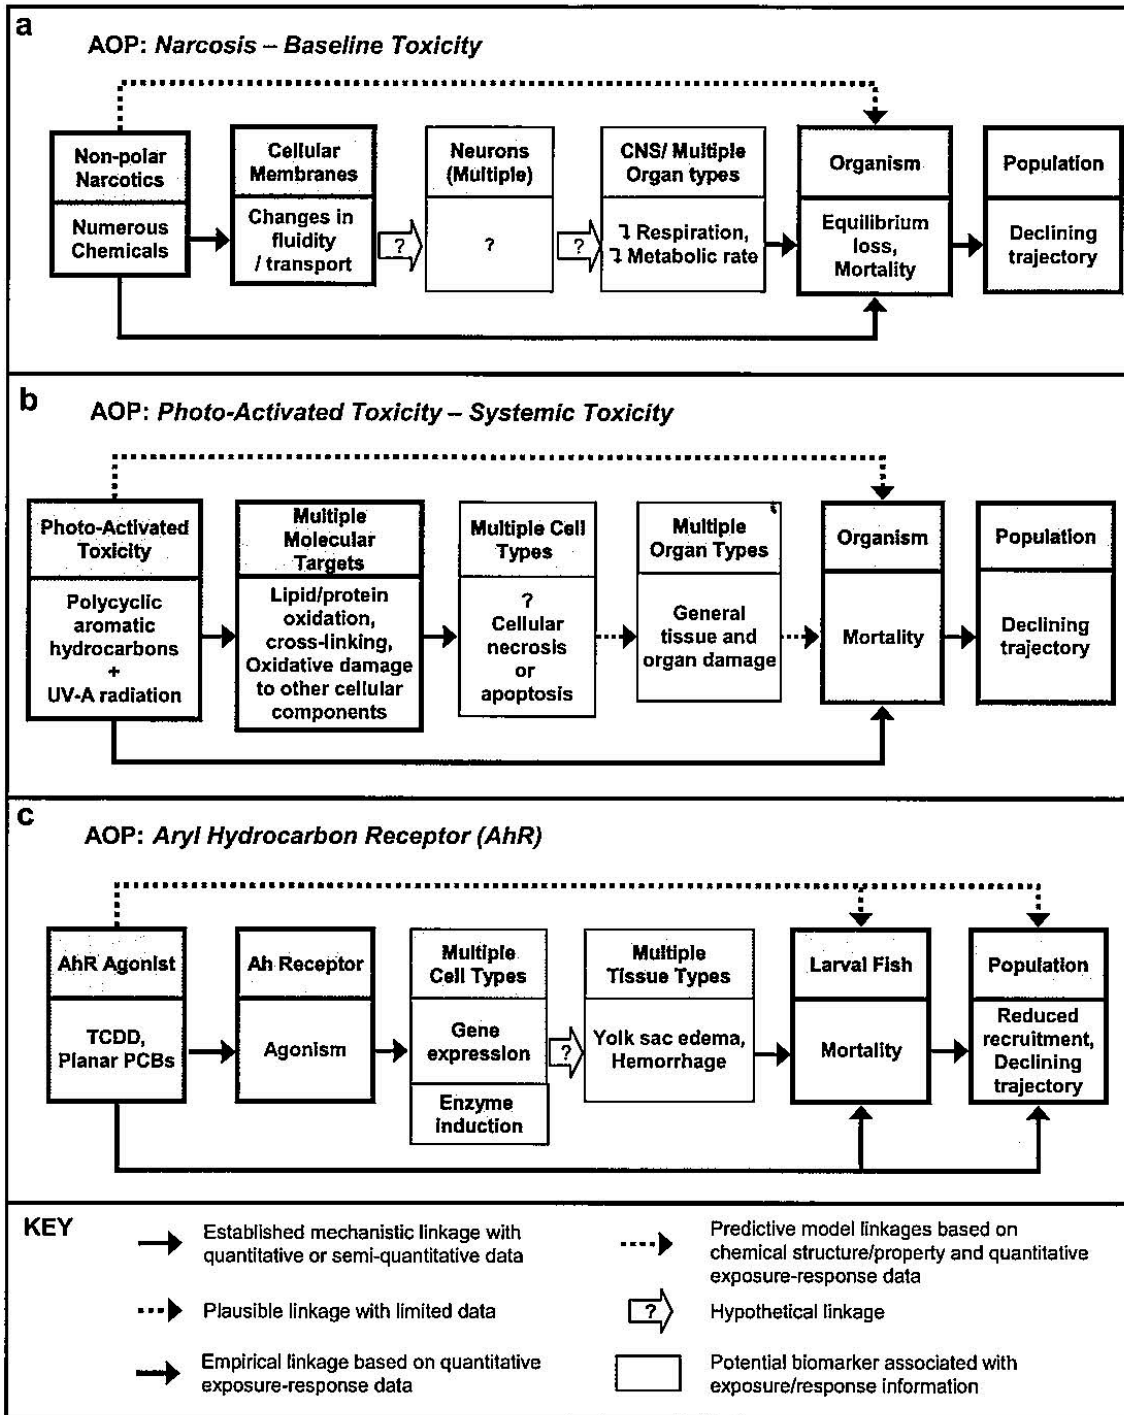 a
AOP: Narcosis – Baseline Toxicity
Non-polar
Narcotics
Numerous
Chemicals
Cellular
Membranes
Changes in
fluidity
/ transport
?
Neurons
(Multiple)
?
?
CNS/ Multiple
Organ types
↴ Respiration,
↴ Metabolic rate
Organism
Equilibrium
loss,
Mortality
Population
Declining
trajectory
b
AOP: Photo-Activated Toxicity – Systemic Toxicity
Photo-Activated
Toxicity
Polycyclic
aromatic
hydrocarbons
+
UV-A radiation
Multiple
Molecular
Targets
Lipid/protein
oxidation,
cross-linking,
Oxidative damage
to other cellular
components
Multiple Cell
Types
?
Cellular
necrosis
or
apoptosis
Multiple
Organ Types
General
tissue and
organ damage
Organism
Mortality
Population
Declining
trajectory
c
AOP: Aryl Hydrocarbon Receptor (AhR)
AhR Agonist
TCDD,
Planar PCBs
Ah Receptor
Agonism
Multiple
Cell Types
Gene
expression
Enzyme
induction
?
Multiple
Tissue Types
Yolk sac edema,
Hemorrhage
Larval Fish
Mortality
Population
Reduced
recruitment,
Declining
trajectory
KEY
Established mechanistic linkage with
quantitative or semi-quantitative data
Plausible linkage with limited data
Empirical linkage based on quantitative
exposure-response data
Predictive model linkages based on
chemical structure/property and quantitative
exposure-response data
?
Hypothetical linkage
Potential biomarker associated with
exposure/response information